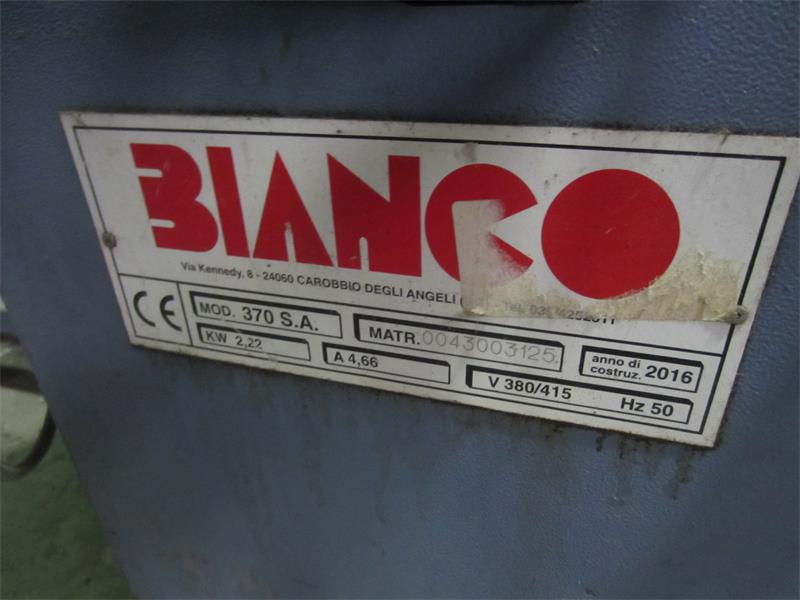 BIANCO
Via Kennedy, 8 - 24060 CAROBBIO DEGLI ANGELI ( Tel.
CE
MOD. 370 S.A.
MATR. 0043003125
anno di costruz. 2016
KW 2,22
A 4,66
V 380/415 Hz 50